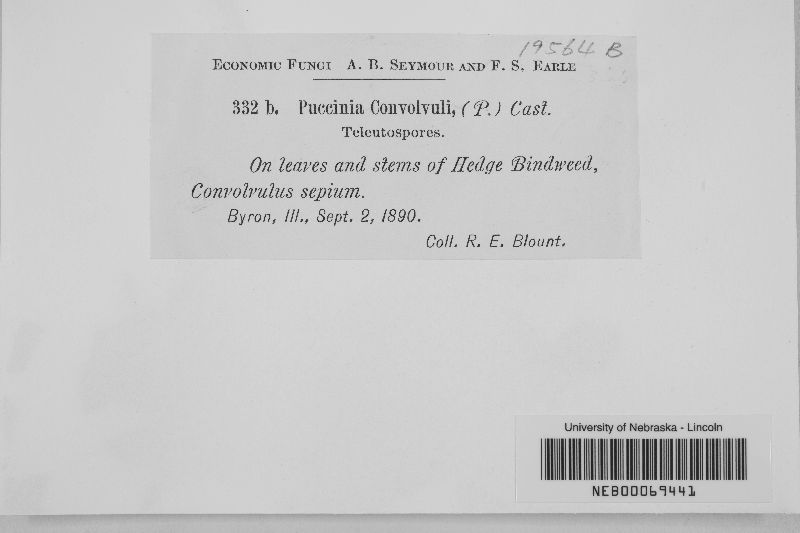 19564 B
ECONOMIC FUNGI A. B. SEYMOUR AND F. S. EARLE
332 b. Puccinia Convolvuli, (P.) Cast.
Teleutospores.
On leaves and stems of Hedge Bindweed,
Convolvulus sepium.
Byron, Ill., Sept. 2, 1890.
Coll. R. E. Blount.
University of Nebraska - Lincoln
NEB00069441